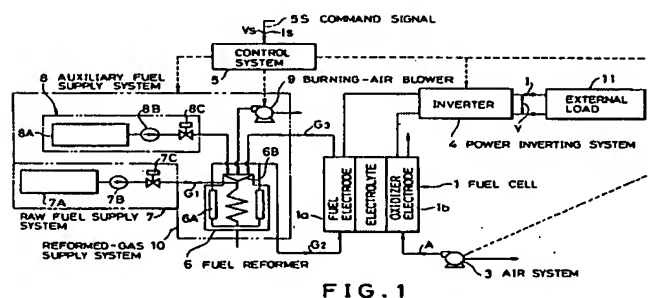 5S COMMAND SIGNAL
Vs
Is
CONTROL
SYSTEM
5
8 AUXILIARY FUEL
SUPPLY SYSTEM
9 BURNING-AIR BLOWER
8B
8C
8A
INVERTER
I
V
11
EXTERNAL
LOAD
4 POWER INVERTING SYSTEM
G3
6B
7C
7A
7B
G1
6A
RAW FUEL SUPPLY 7
SYSTEM
REFORMED-GAS 10
SUPPLY SYSTEM
6 FUEL REFORMER
G2
1a
FUEL
ELECTRODE
ELECTROLYTE
OXIDIZER
ELECTRODE
1 FUEL CELL
1b
A
3 AIR SYSTEM
FIG. 1